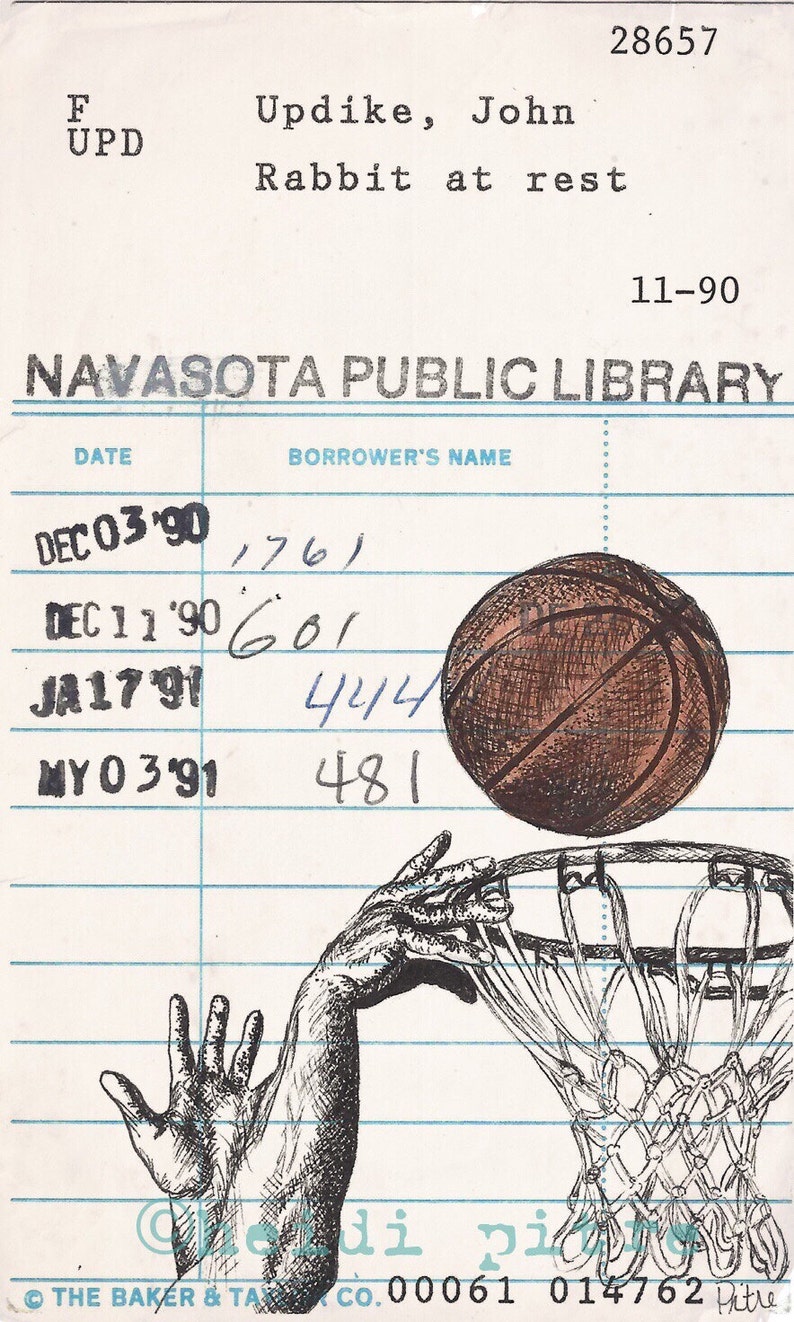 28657
F
UPD
Updike, John
Rabbit at rest
11-90
NAVASOTA PUBLIC LIBRARY
DATE BORROWER'S NAME
DEC 03 '90 1761
DEC 11 '90 601
JA 17 '91 444
MY 03 '91 481
©heidi pitre
© THE BAKER & TAYLOR CO. 00061 014762 Pitre